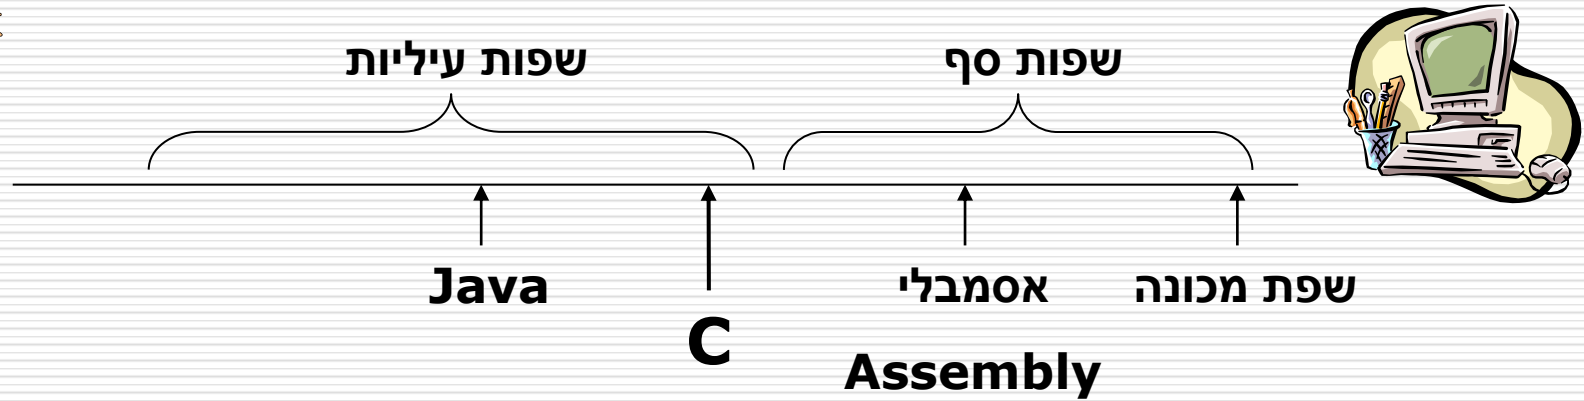 שפות סף
שפות עיליות
שפת מכונה
אסמבלי
Java
C
Assembly